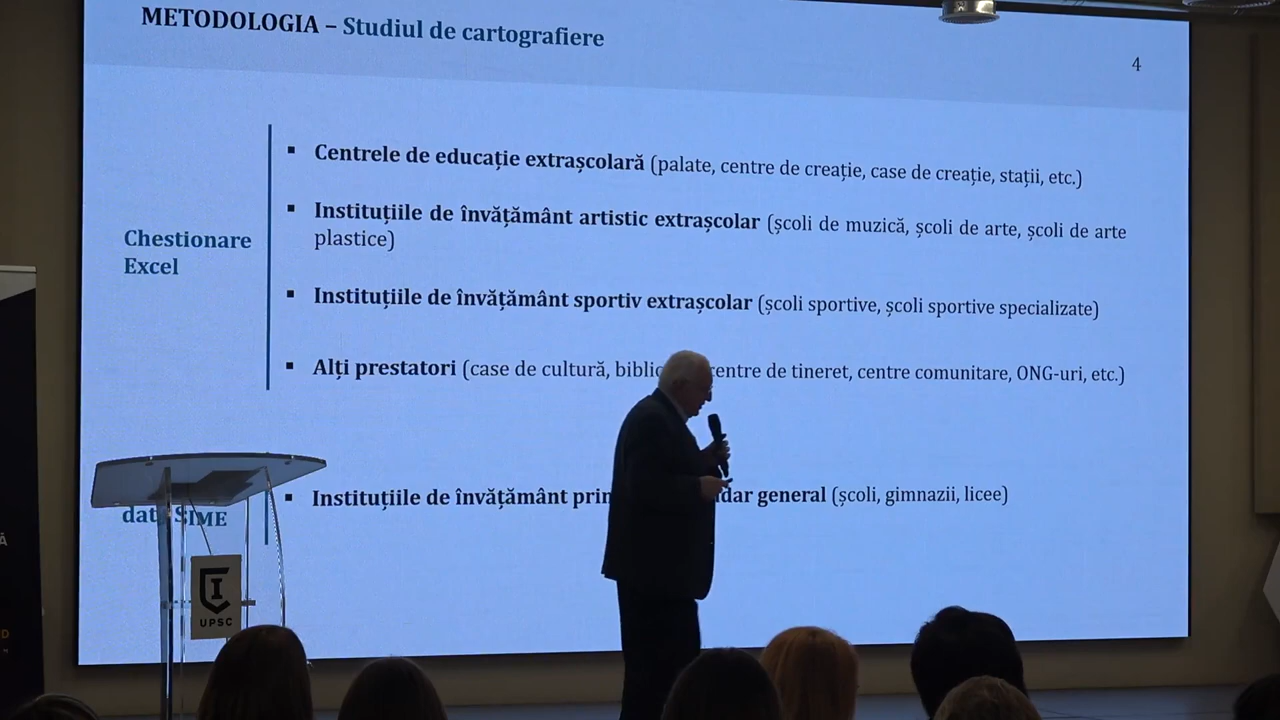 METODOLOGIA – Studiul de cartografiere
4
Chestionare
Excel
▪ Centrele de educație extrașcolară (palate, centre de creație, case de creație, stații, etc.)
▪ Instituțiile de învățământ artistic extrașcolar (școli de muzică, școli de arte, școli de arte
plastice)
▪ Instituțiile de învățământ sportiv extrașcolar (școli sportive, școli sportive specializate)
▪ Alți prestatori (case de cultură, centre de tineret, centre comunitare, ONG-uri, etc.)
SIME
▪ Instituțiile de învățământ general (școli, gimnazii, licee)
UPSC